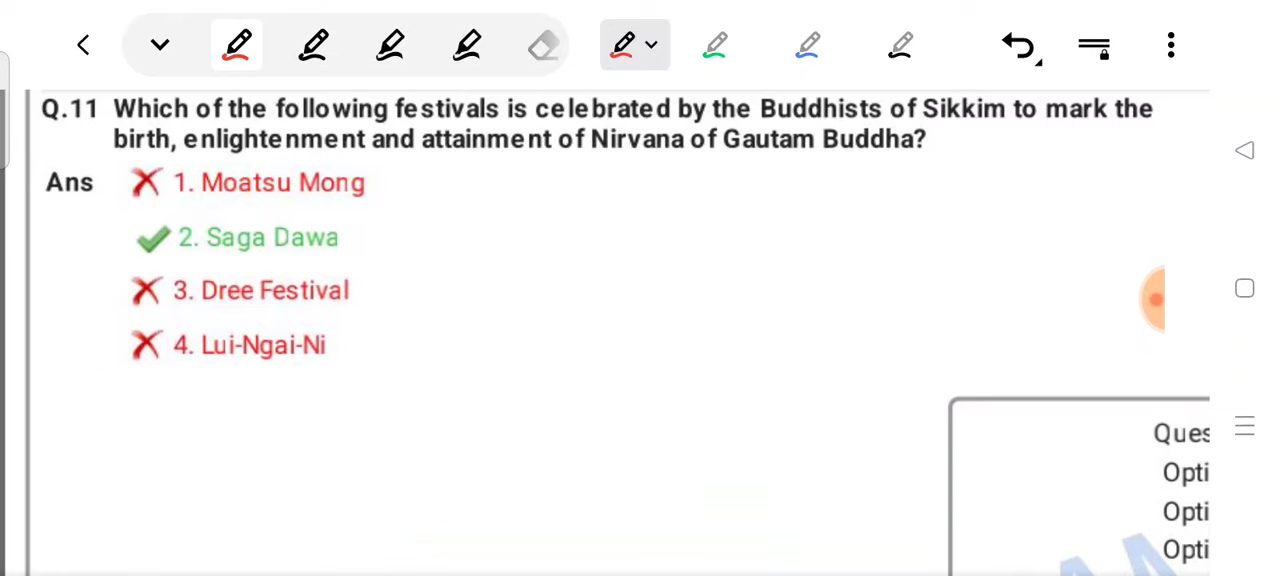 Q.11 Which of the following festivals is celebrated by the Buddhists of Sikkim to mark the
birth, enlightenment and attainment of Nirvana of Gautam Buddha?
Ans 1. Moatsu Mong
2. Saga Dawa
3. Dree Festival
4. Lui-Ngai-Ni
Ques
Opti
Opti
Opti